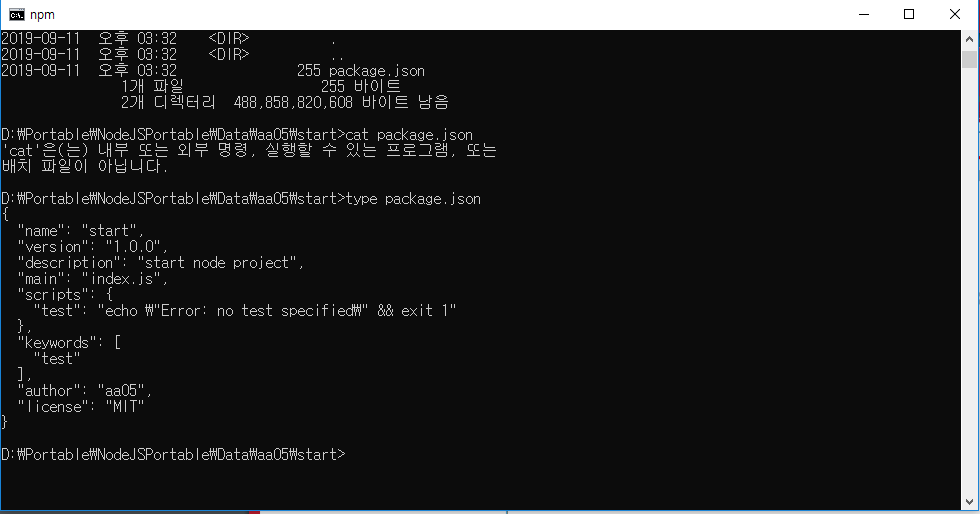 npm
2019-09-11  오후 03:32    <DIR>          .
2019-09-11  오후 03:32    <DIR>          ..
2019-09-11  오후 03:32               255 package.json
               1개 파일                 255 바이트
               2개 디렉터리  488,858,820,608 바이트 남음

D:₩Portable₩NodeJSPortable₩Data₩aa05₩start>cat package.json
'cat'은(는) 내부 또는 외부 명령, 실행할 수 있는 프로그램, 또는
배치 파일이 아닙니다.

D:₩Portable₩NodeJSPortable₩Data₩aa05₩start>type package.json
{
  "name": "start",
  "version": "1.0.0",
  "description": "start node project",
  "main": "index.js",
  "scripts": {
    "test": "echo ₩"Error: no test specified₩" && exit 1"
  },
  "keywords": [
    "test"
  ],
  "author": "aa05",
  "license": "MIT"
}

D:₩Portable₩NodeJSPortable₩Data₩aa05₩start>